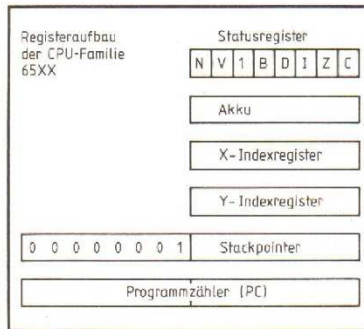 Registeraufbau
der CPU-Familie
65XX
Statusregister
N V 1 B D I Z C
Akku
X-Indexregister
Y-Indexregister
0 0 0 0 0 0 0 1 Stackpointer
Programmzähler (PC)